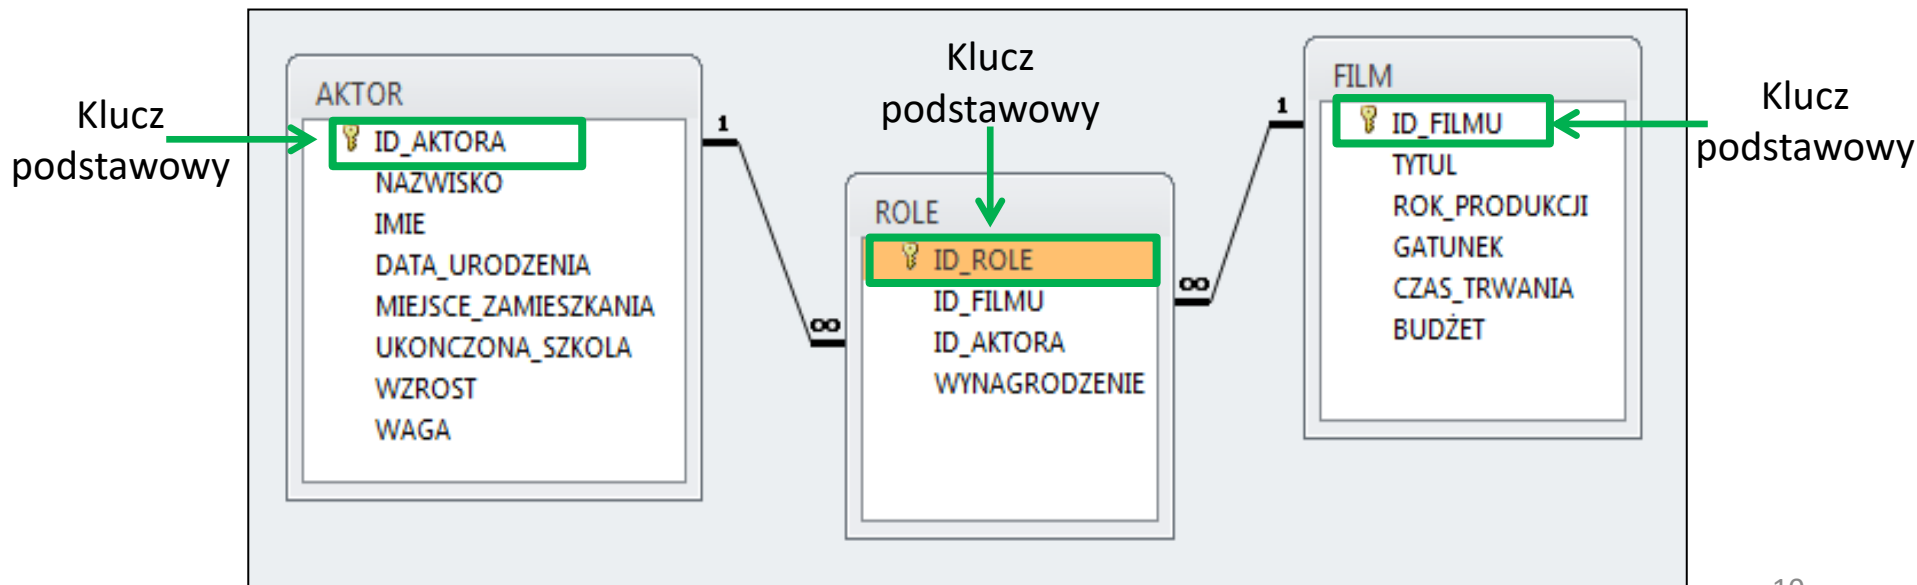 Klucz
podstawowy
AKTOR
ID_AKTORA
NAZWISKO
IMIE
DATA_URODZENIA
MIEJSCE_ZAMIESZKANIA
UKONCZONA_SZKOLA
WZROST
WAGA
1
∞
Klucz
podstawowy
ROLE
ID_ROLE
ID_FILMU
ID_AKTORA
WYNAGRODZENIE
∞
1
FILM
ID_FILMU
TYTUL
ROK_PRODUKCJI
GATUNEK
CZAS_TRWANIA
BUDŻET
Klucz
podstawowy